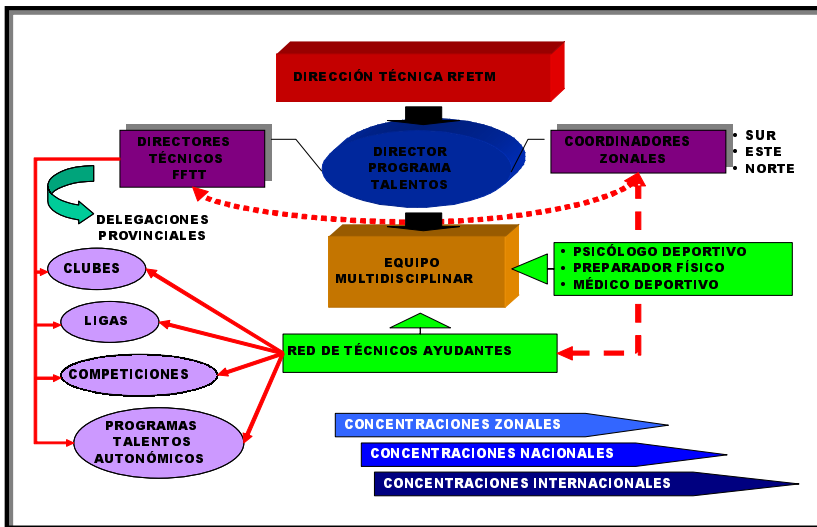 DIRECCIÓN TÉCNICA RFETM
DIRECTORES
TÉCNICOS
FFTT
DIRECTOR
PROGRAMA
TALENTOS
COORDINADORES
ZONALES
• SUR
• ESTE
• NORTE
DELEGACIONES
PROVINCIALES
EQUIPO
MULTIDISCIPLINAR
• PSICÓLOGO DEPORTIVO
• PREPARADOR FÍSICO
• MÉDICO DEPORTIVO
CLUBES
LIGAS
COMPETICIONES
PROGRAMAS
TALENTOS
AUTONÓMICOS
RED DE TÉCNICOS AYUDANTES
CONCENTRACIONES ZONALES
CONCENTRACIONES NACIONALES
CONCENTRACIONES INTERNACIONALES